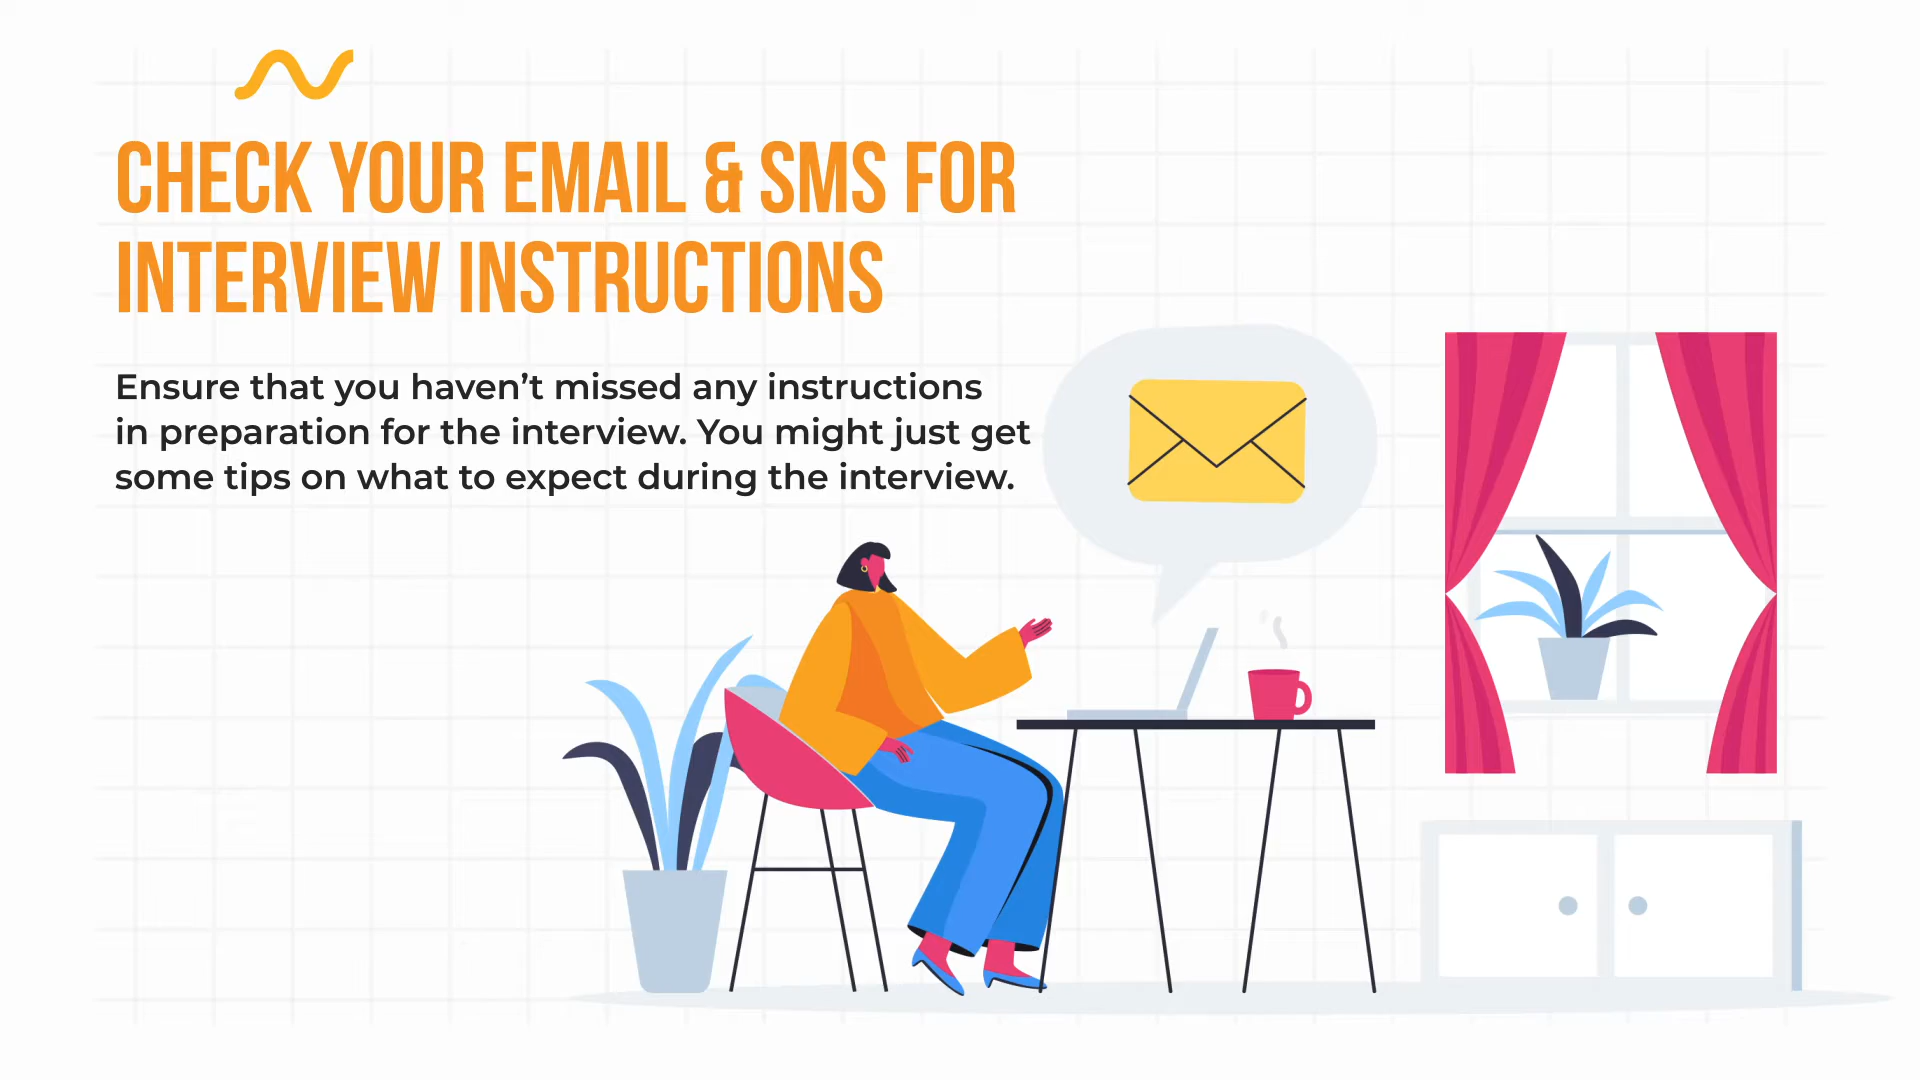 CHECK YOUR EMAIL & SMS FOR
INTERVIEW INSTRUCTIONS
Ensure that you haven’t missed any instructions
in preparation for the interview. You might just get
some tips on what to expect during the interview.